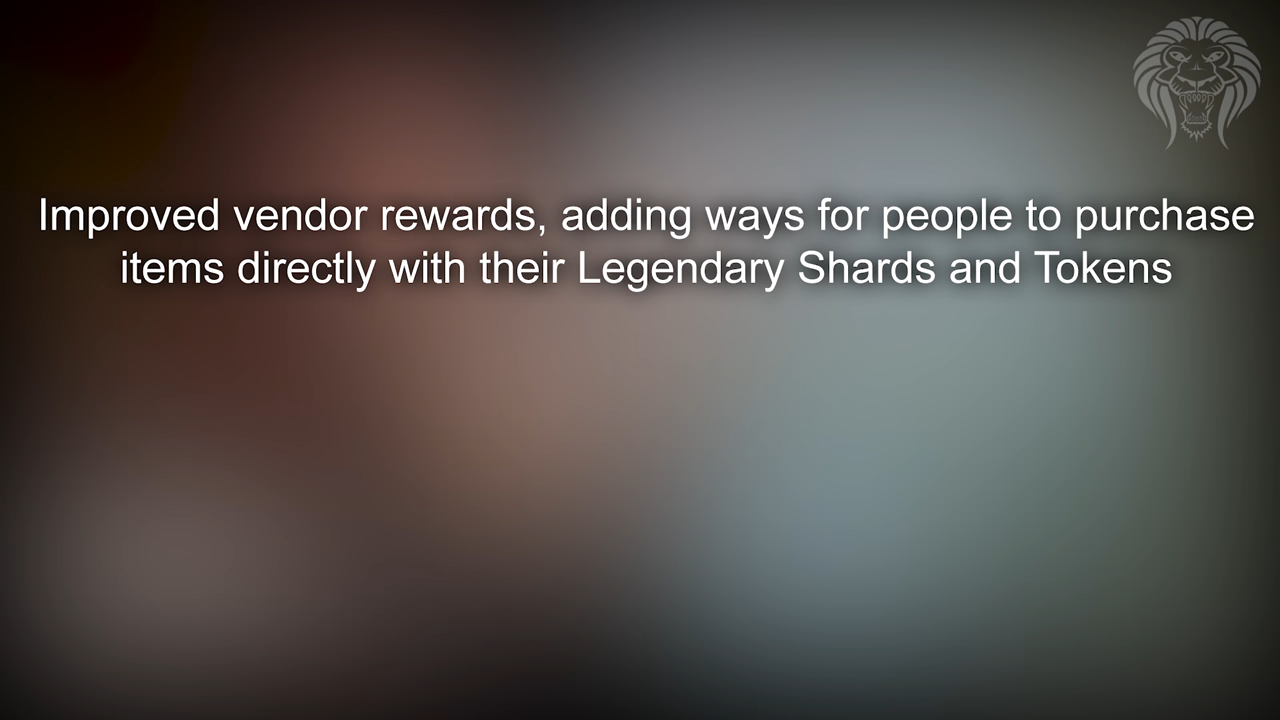 Improved vendor rewards, adding ways for people to purchase
items directly with their Legendary Shards and Tokens